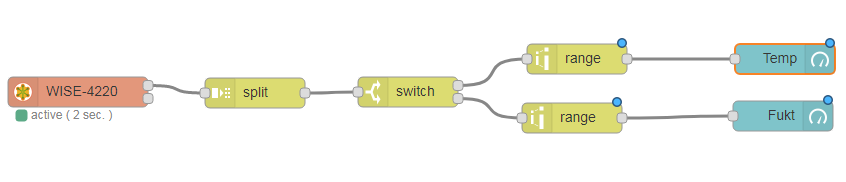 range
Temp
WISE-4220
split
switch
active ( 2 sec. )
range
Fukt